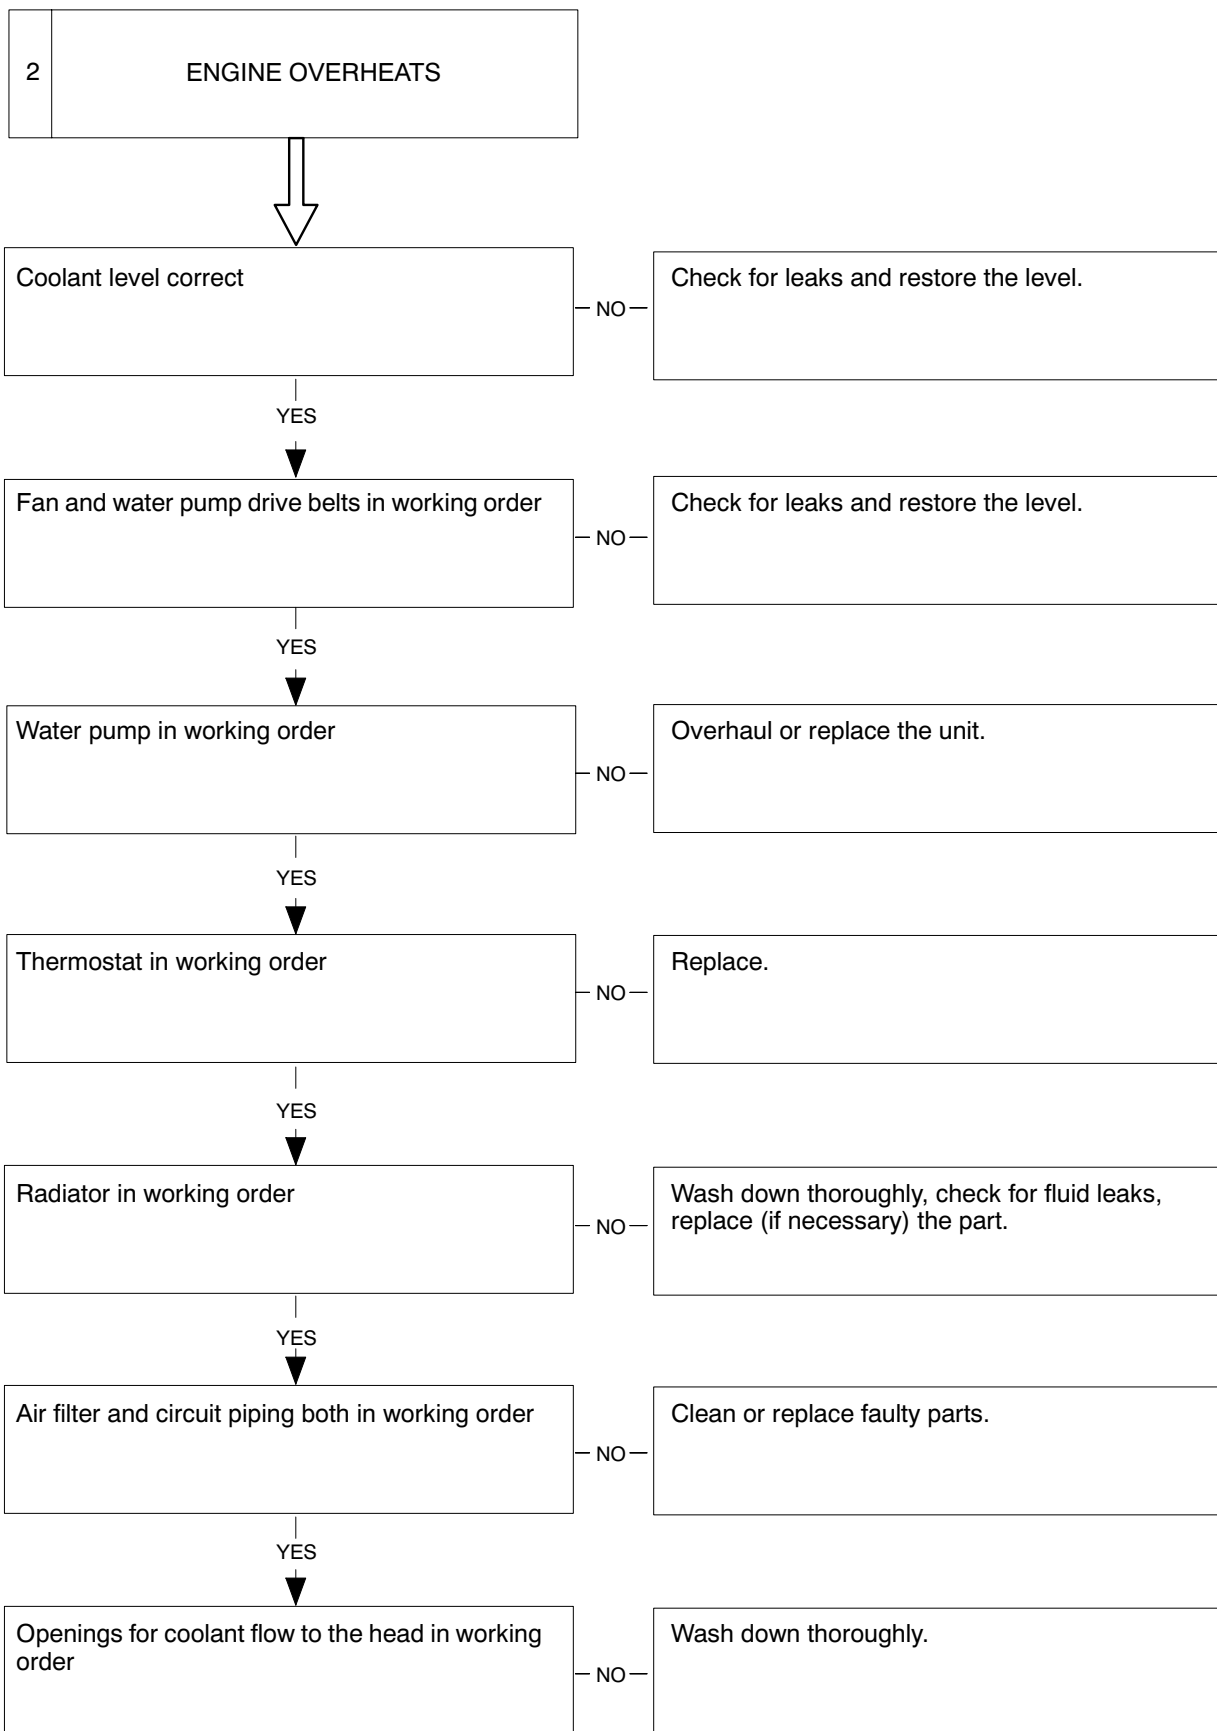 2
ENGINE OVERHEATS
Coolant level correct
NO
Check for leaks and restore the level.
YES
Fan and water pump drive belts in working order
NO
Check for leaks and restore the level.
YES
Water pump in working order
NO
Overhaul or replace the unit.
YES
Thermostat in working order
NO
Replace.
YES
Radiator in working order
NO
Wash down thoroughly, check for fluid leaks,
replace (if necessary) the part.
YES
Air filter and circuit piping both in working order
NO
Clean or replace faulty parts.
YES
Openings for coolant flow to the head in working
order
NO
Wash down thoroughly.